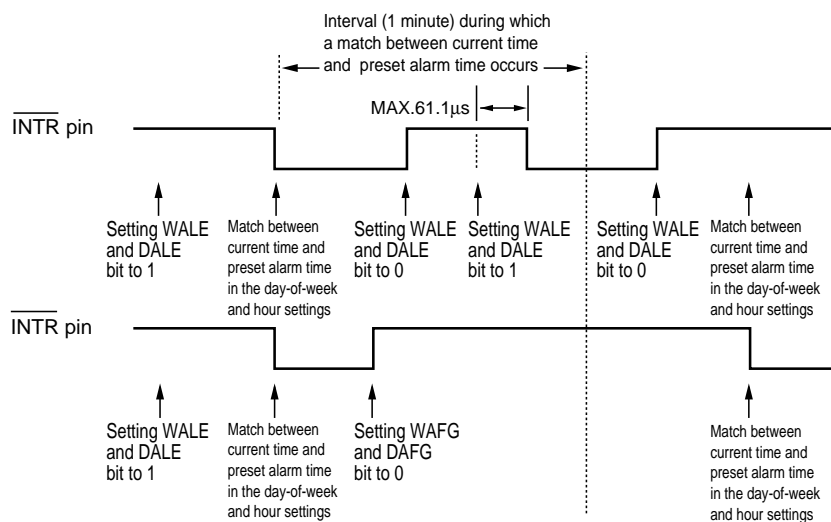 Interval (1 minute) during which
a match between current time
and preset alarm time occurs
MAX.61.1µs
INTR pin
Setting WALE
and DALE
bit to 1
Match between
current time and
preset alarm time
in the day-of-week
and hour settings
Setting WALE
and DALE
bit to 0
Setting WALE
and DALE
bit to 1
Setting WALE
and DALE
bit to 0
Match between
current time and
preset alarm time
in the day-of-week
and hour settings
INTR pin
Setting WALE
and DALE
bit to 1
Match between
current time and
preset alarm time
in the day-of-week
and hour settings
Setting WAFG
and DAFG
bit to 0
Match between
current time and
preset alarm time
in the day-of-week
and hour settings